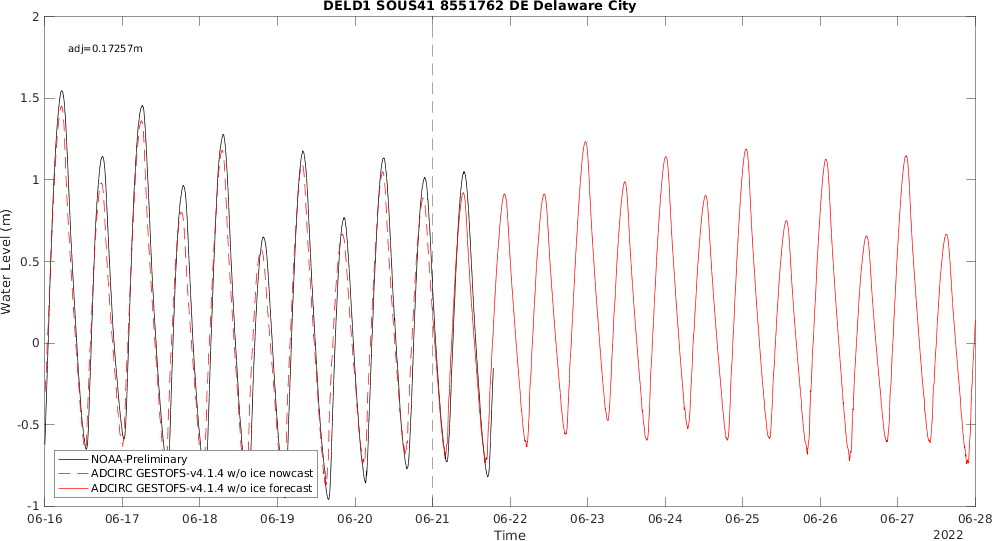 DELD1 SOUS41 8551762 DE Delaware City
adj=0.17257m
Water Level (m)
2
1.5
1
0.5
0
-0.5
-1
NOAA-Preliminary
ADCIRC GESTOFS-v4.1.4 w/o ice nowcast
ADCIRC GESTOFS-v4.1.4 w/o ice forecast
06-16 06-17 06-18 06-19 06-20 06-21 06-22 06-23 06-24 06-25 06-26 06-27 06-28
Time
2022